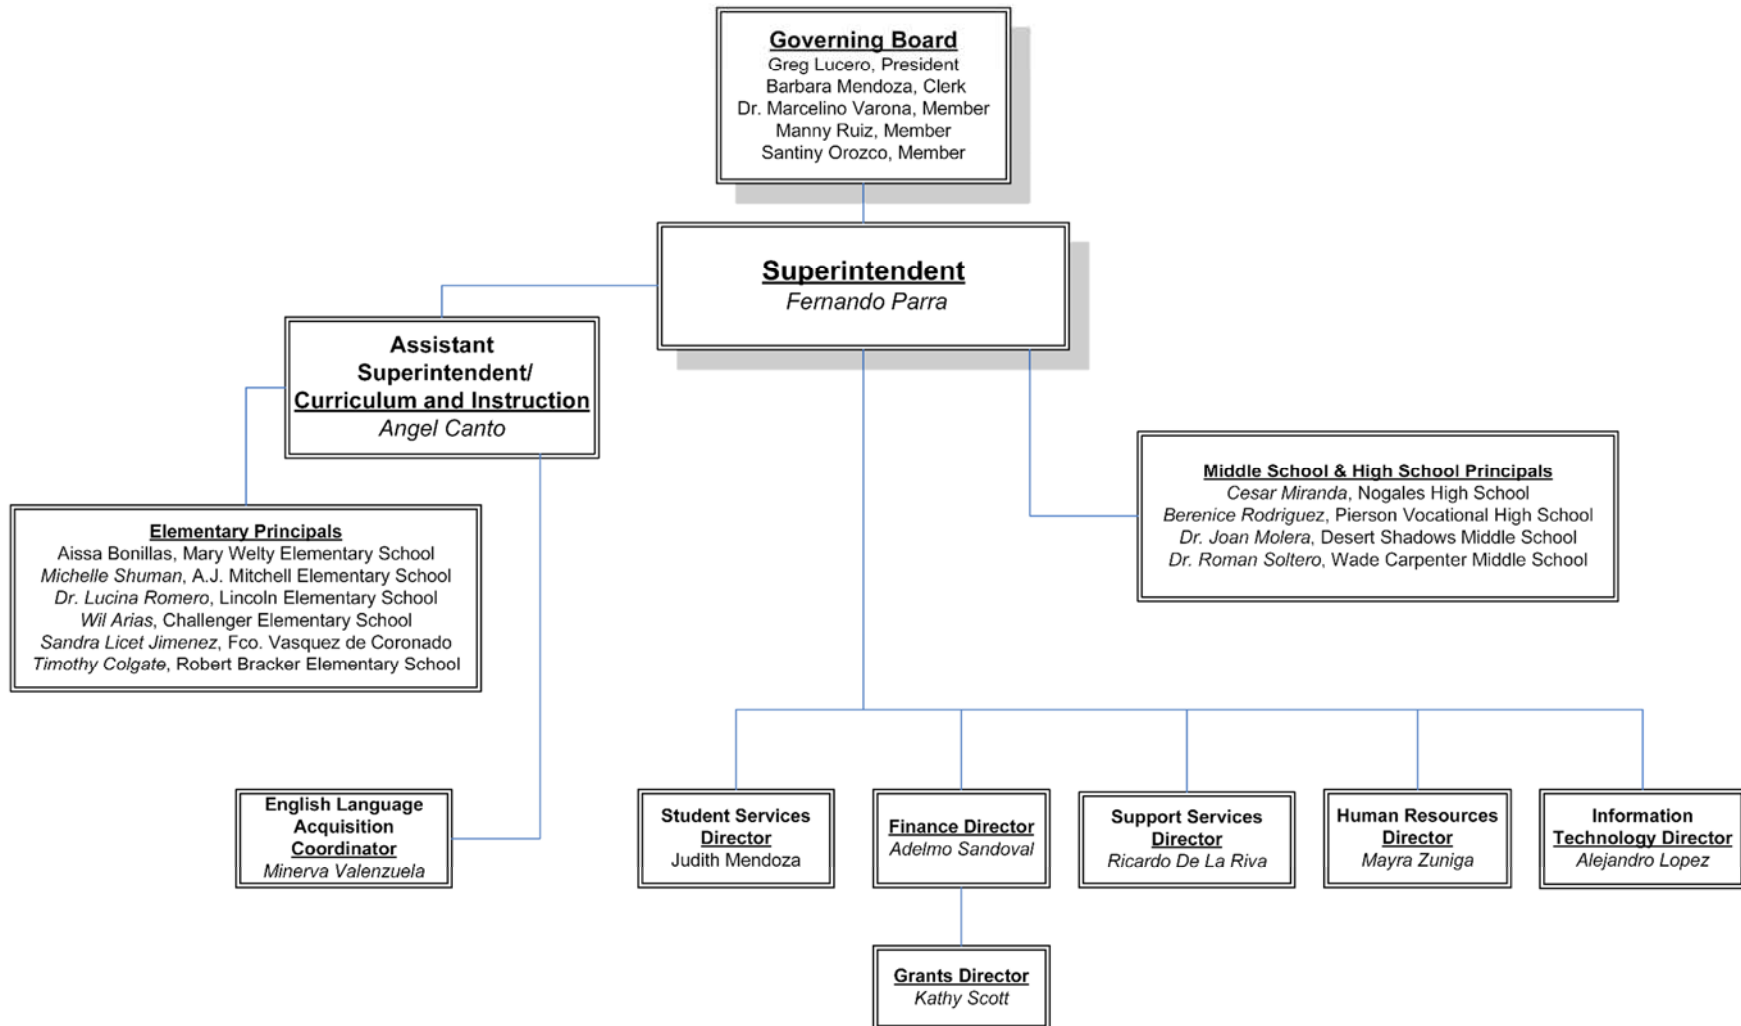 Governing Board
Greg Lucero, President
Barbara Mendoza, Clerk
Dr. Marcelino Varona, Member
Manny Ruiz, Member
Santiny Orozco, Member
Superintendent
Fernando Parra
Assistant
Superintendent/
Curriculum and Instruction
Angel Canto
Middle School & High School Principals
Cesar Miranda, Nogales High School
Berenice Rodriguez, Pierson Vocational High School
Dr. Joan Molera, Desert Shadows Middle School
Dr. Roman Soltero, Wade Carpenter Middle School
Elementary Principals
Aissa Bonillas, Mary Welty Elementary School
Michelle Shuman, A.J. Mitchell Elementary School
Dr. Lucina Romero, Lincoln Elementary School
Wil Arias, Challenger Elementary School
Sandra Licet Jimenez, Fco. Vasquez de Coronado
Timothy Colgate, Robert Bracker Elementary School
English Language
Acquisition
Coordinator
Minerva Valenzuela
Student Services
Director
Judith Mendoza
Finance Director
Adelmo Sandoval
Support Services
Director
Ricardo De La Riva
Human Resources
Director
Mayra Zuniga
Information
Technology Director
Alejandro Lopez
Grants Director
Kathy Scott